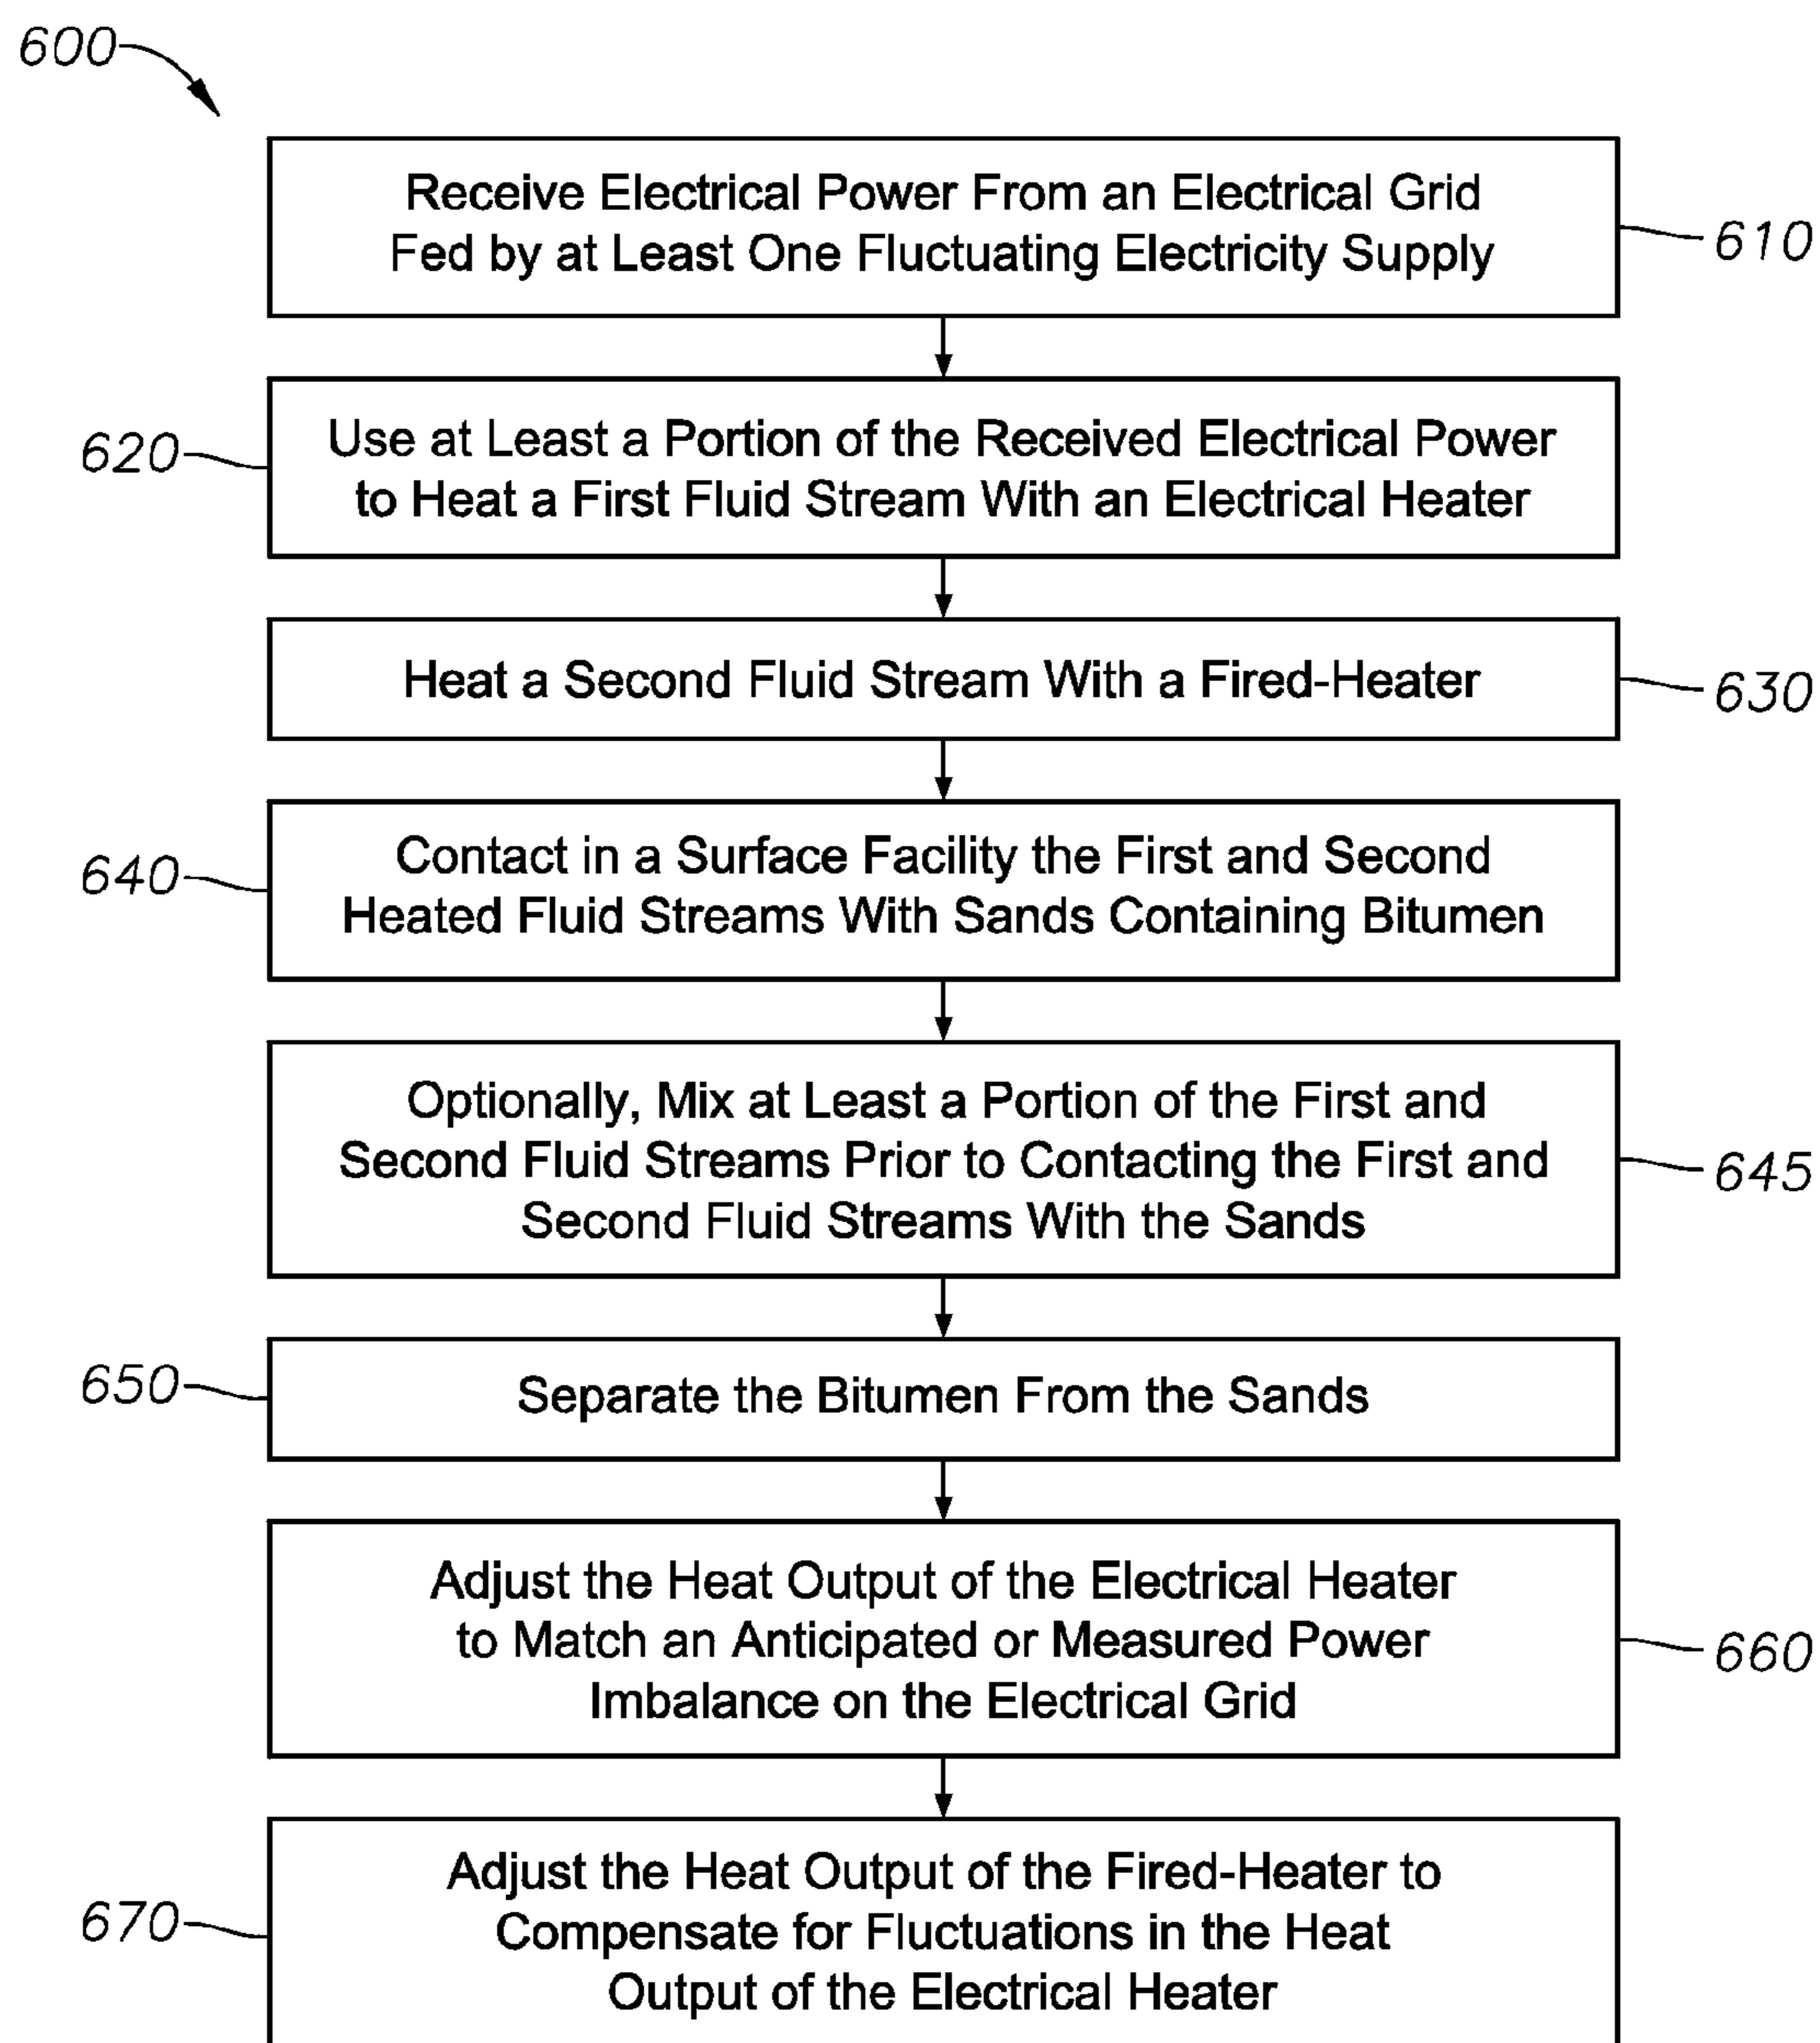 600
Receive Electrical Power From an Electrical Grid
Fed by at Least One Fluctuating Electricity Supply
610
620
Use at Least a Portion of the Received Electrical Power
to Heat a First Fluid Stream With an Electrical Heater
Heat a Second Fluid Stream With a Fired-Heater
630
640
Contact in a Surface Facility the First and Second
Heated Fluid Streams With Sands Containing Bitumen
Optionally, Mix at Least a Portion of the First and
Second Fluid Streams Prior to Contacting the First and
Second Fluid Streams With the Sands
645
650
Separate the Bitumen From the Sands
Adjust the Heat Output of the Electrical Heater
to Match an Anticipated or Measured Power
Imbalance on the Electrical Grid
660
670
Adjust the Heat Output of the Fired-Heater to
Compensate for Fluctuations in the Heat
Output of the Electrical Heater